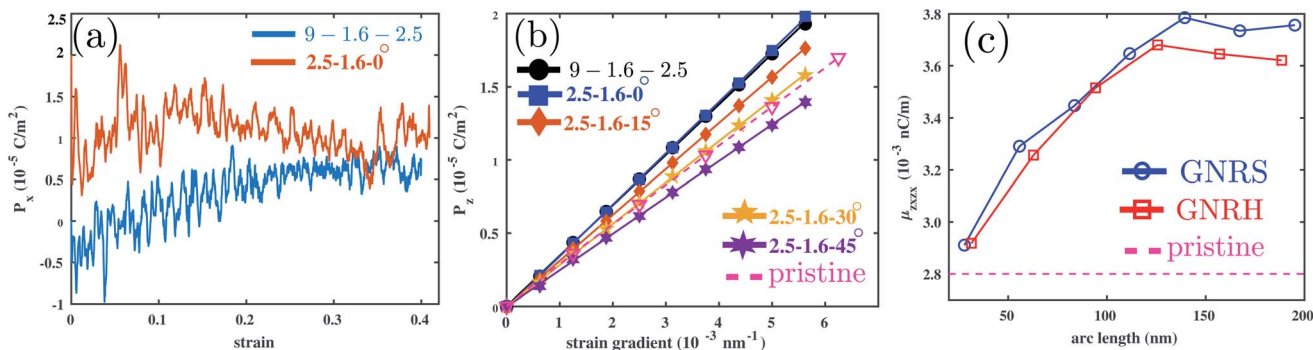 (a)
9 − 1.6 − 2.5
2.5-1.6-0°
2.5
2
1.5
1
0.5
0
-0.5
-1
P_x (10^-5 C/m^2)
0
0.1
0.2
0.3
0.4
strain
(b)
9 − 1.6 − 2.5
2.5-1.6-0°
2.5-1.6-15°
2.5-1.6-30°
2.5-1.6-45°
pristine
2
1.5
1
0.5
0
P_z (10^-5 C/m^2)
0
1
2
3
4
5
6
strain gradient (10^-3 nm^-1)
(c)
GNRS
GNRH
pristine
3.8
3.6
3.4
3.2
3.0
2.8
μ_zxzx (10^-3 nC/m)
50
100
150
200
arc length (nm)